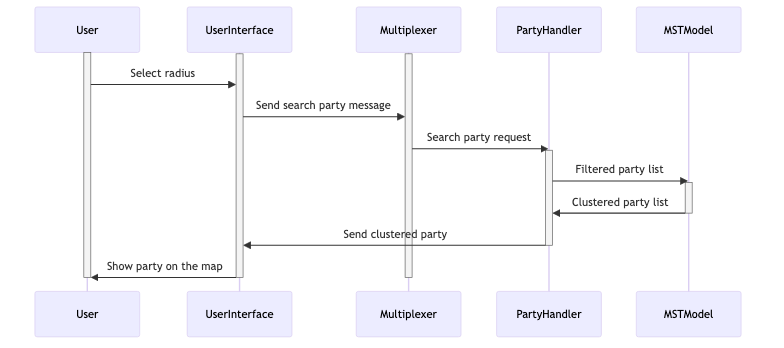 User
UserInterface
Multiplexer
PartyHandler
MSTModel
Select radius
Send search party message
Search party request
Filtered party list
Clustered party list
Send clustered party
Show party on the map
User
UserInterface
Multiplexer
PartyHandler
MSTModel